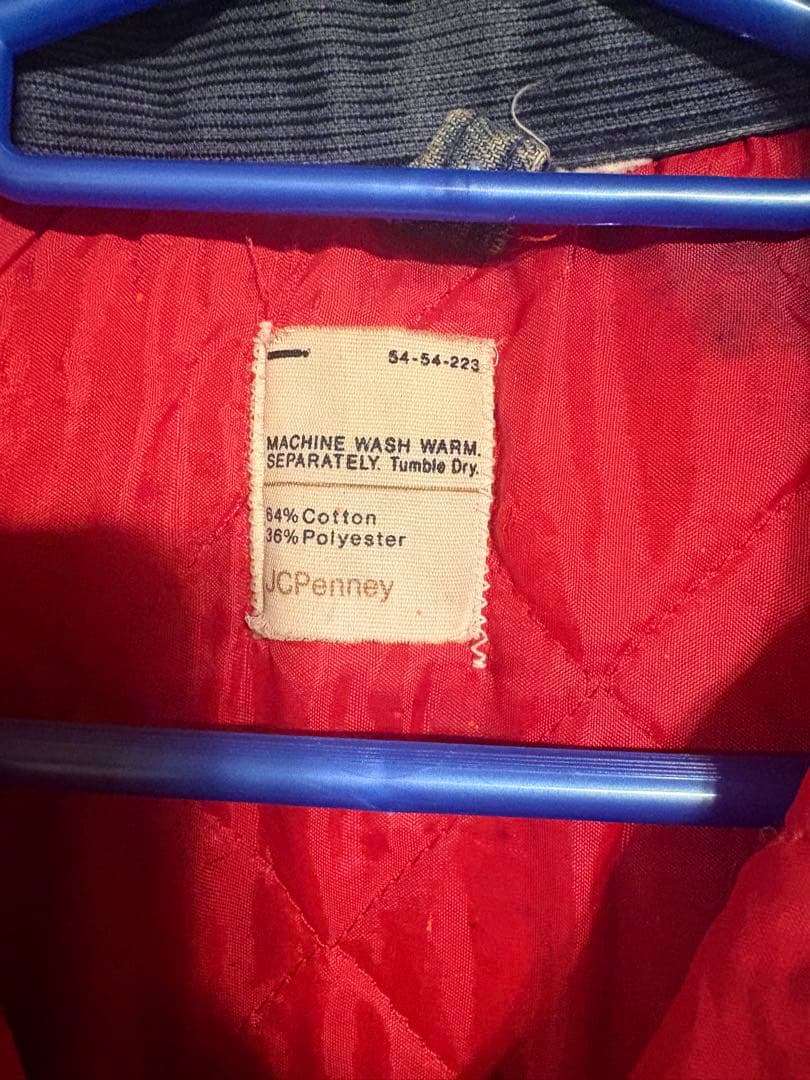 54-54-223
MACHINE WASH WARM.
SEPARATELY. Tumble Dry.
64% Cotton
36% Polyester
JCPenney